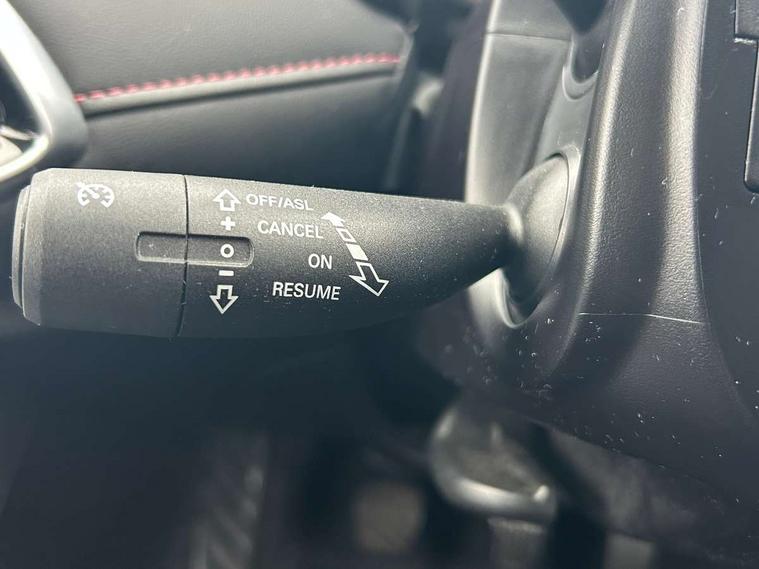 OFF/ASL
+ CANCEL
O ON
− RESUME